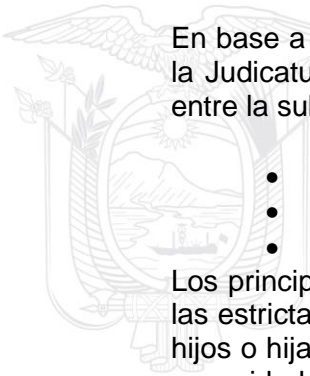 En base a
la Judicatu
entre la su
•
•
•
Los princip
las estricta
hijos o hija